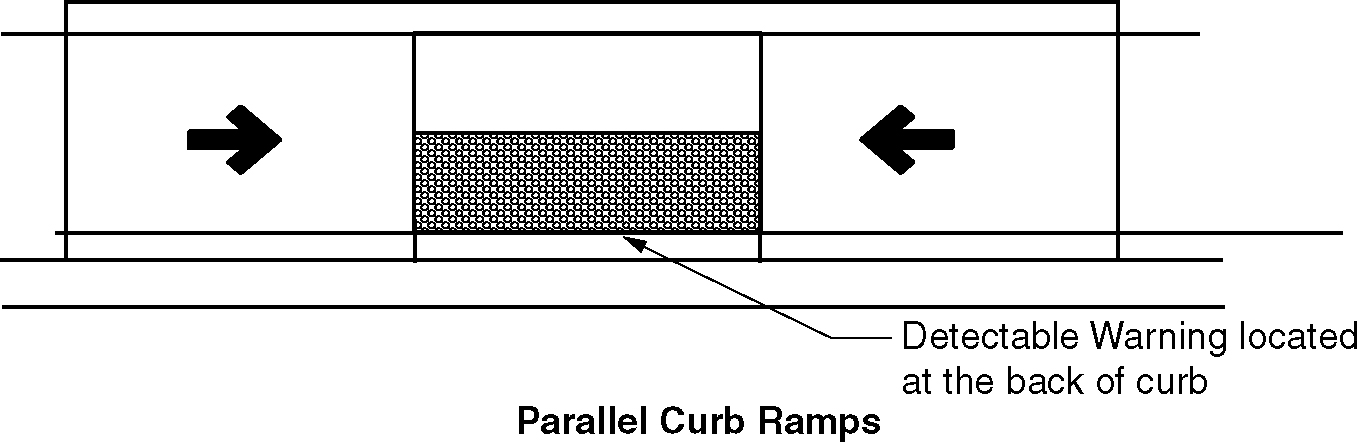 Detectable Warning located
at the back of curb
Parallel Curb Ramps